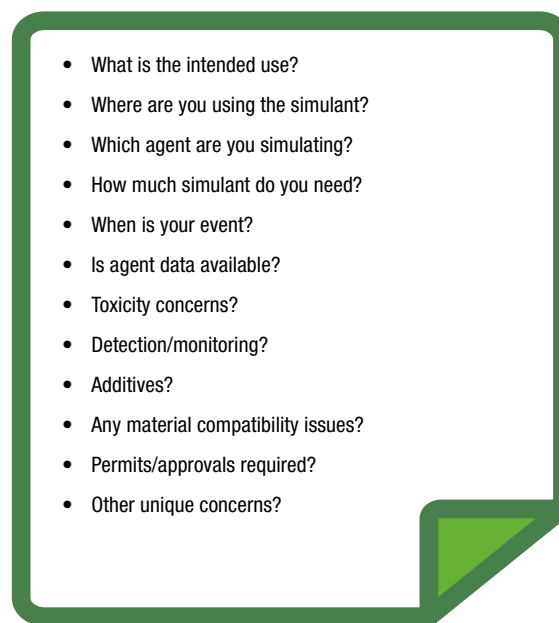 • What is the intended use?
• Where are you using the simulant?
• Which agent are you simulating?
• How much simulant do you need?
• When is your event?
• Is agent data available?
• Toxicity concerns?
• Detection/monitoring?
• Additives?
• Any material compatibility issues?
• Permits/approvals required?
• Other unique concerns?